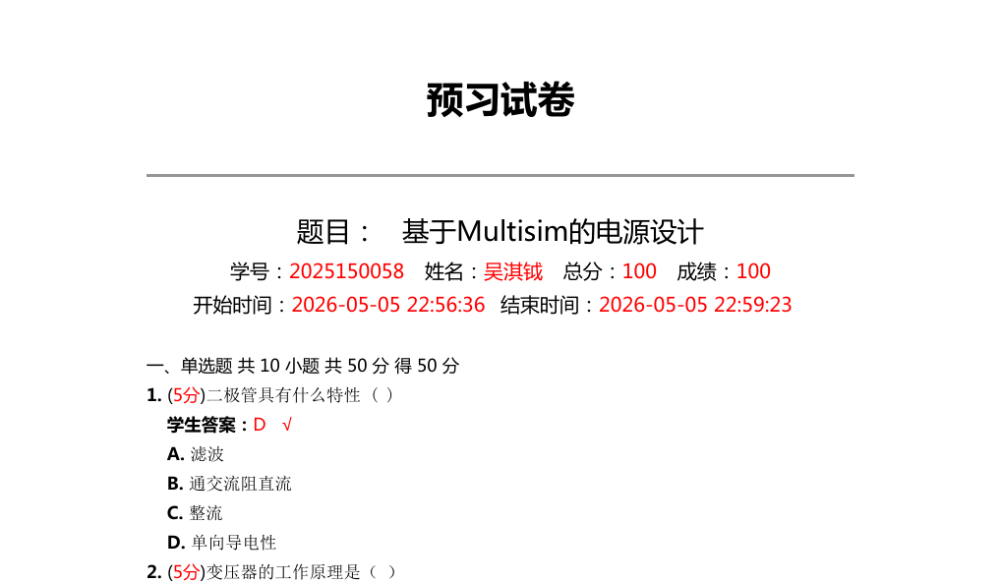 预习试卷
题目： 基于Multisim的电源设计
学号：2025150058 姓名：吴淇钺 总分：100 成绩：100
开始时间：2026-05-05 22:56:36 结束时间：2026-05-05 22:59:23
一、单选题 共 10 小题 共 50 分 得 50 分
1. (5分)二极管具有什么特性（ ）
学生答案：D √
A. 滤波
B. 通交流阻直流
C. 整流
D. 单向导电性
2. (5分)变压器的工作原理是（ ）